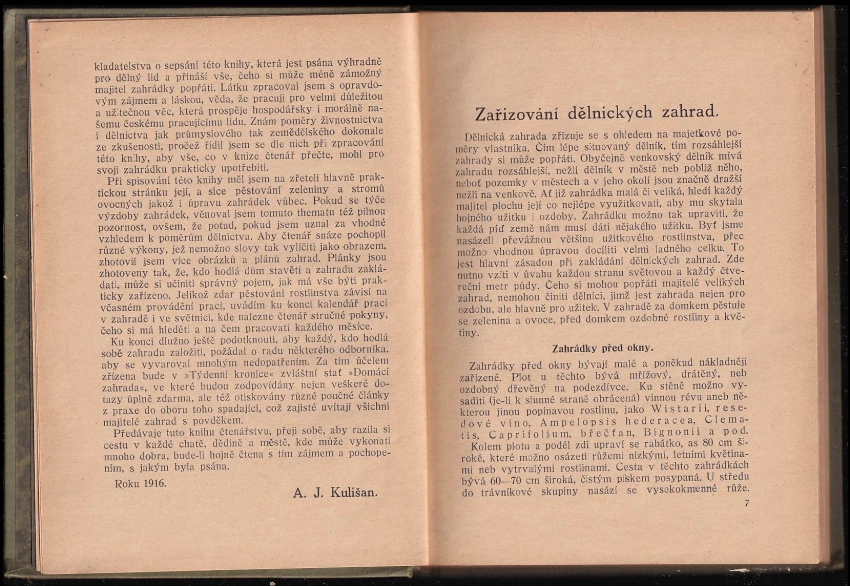 kladatelstva o sepsání této knihy, která jest psána výhradně
pro dělný lid a přináší vše, čeho si může méně zámožný
majitel zahrádky popřáti. Látku zpracoval jsem s opravdo-
vým zájmem a láskou, věda, že pracuji pro velmi důležitou
a užitečnou věc, která prospěje hospodářsky i morálně na-
šemu českému pracujícímu lidu. Znám poměry živnostnictva
i dělnictva jak průmyslového tak zemědělského dokonale
ze zkušenosti, pročež řídil jsem se dle nich při zpracování
této knihy, aby vše, co v knize čtenář přečte, mohl pro
svoji zahrádku prakticky upotřebiti.
Při spisování této knihy měl jsem na zřeteli hlavně prak-
tickou stránku její, a sice pěstování zeleniny a stromů
ovocných jakož i úpravu zahrádek vůbec. Pokud se týče
výzdoby zahrádek, věnoval jsem tomuto thematu též pilnou
pozornost, ovšem, že potud, pokud jsem uznal za vhodné
vzhledem k poměrům dělnictva. Aby čtenář snáze pochopil
různé výkony, jež nemožno slovy tak vylíčiti jako obrazem,
zhotovil jsem více obrázků a plánů zahrad. Plánky jsou
zhotoveny tak, že, kdo hodlá dům stavěti a zahradu zaklá-
dati, může si učiniti správný pojem, jak má vše býti prak-
ticky zařízeno. Jelikož zdar pěstování rostlinstva závisí na
včasném provádění prací, uvádím ku konci kalendář prací
v zahradě i ve světnici, kde nalezne čtenář stručné pokyny,
čeho si má hleděti a na čem pracovati každého měsíce.
Ku konci dlužno ještě podotknouti, aby každý, kdo hodlá
sobě zahradu založiti, požádal o radu některého odborníka,
aby se vyvaroval mnohým nedopatřením. Za tím účelem
zřízena bude v »Týdenní kronice« zvláštní stať »Domácí
zahrada«, ve které budou zodpovídány nejen veškeré do-
tazy úplně zdarma, ale též otiskovány různé poučné články
z praxe do oboru toho spadající, což zajisté uvítají všichni
majitelé zahrad s povděkem.
Předávaje tuto knihu čtenářstvu, přeji sobě, aby razila si
cestu v každé chatě, dědině a městě, kde může vykonati
mnoho dobra, bude-li hojně čtena s tím zájmem a pochope-
ním, s jakým byla psána.
Roku 1916.
A. J. Kulišan.
Zařizování dělnických zahrad.
Dělnická zahrada zřizuje se s ohledem na majetkové po-
měry vlastníka. Čím lépe situovaný dělník, tím rozsáhlejší
zahrady si může popřáti. Obyčejně venkovský dělník mívá
zahradu rozsáhlejší, nežli dělník v městě neb poblíž něho,
neboť pozemky v městech a v jeho okolí jsou značně dražší
nežli na venkově. Ať již zahrádka malá či veliká, hledí každý
majitel plochu její co nejlépe využitkovati, aby mu skytala
hojného užitku i ozdoby. Zahrádku možno tak upraviti, že
každá píď země nám musí dáti nějakého užitku. Byť jsme
nasázeli převážnou většinu užitkového rostlinstva, přec
možno vhodnou úpravou docíliti velmi ladného celku. To
jest hlavní zásadou při zakládání dělnických zahrad. Zde
nutno vzíti v úvahu každou stranu světovou a každý čtve-
reční metr půdy. Čeho si mohou popřáti majitelé velikých
zahrad, nemohou činiti dělníci, jimž jest zahrada nejen pro
ozdobu, ale hlavně pro užitek. V zahradě za domkem pěstuje
se zelenina a ovoce, před domkem ozdobné rostliny a kvě-
tiny.
Zahrádky před okny.
Zahrádky před okny bývají malé a poněkud nákladněji
zařízené. Plot u těchto bývá mřížový, drátěný, neb
ozdobný dřevěný na podezdívce. Ku stěně možno vy-
saditi (je-li k slunné straně obrácená) vinnou révu aneb ně-
kterou jinou popínavou rostlinu, jako Wistarii, rese-
dové víno, Ampelopsis hederacea, Clema-
tis, Caprifolium, břečťan, Bignonii a pod.
Kolem plotu a podél zdi upraví se rabátko, as 80 cm ši-
roké, které možno osázeti růžemi nízkými, letními květina-
mi neb vytrvalými rostlinami. Cesta v těchto zahrádkách
bývá 60—70 cm široká, čistým pískem posypaná. U středu
do trávníkové skupiny nasází se vysokokmenné růže.
7